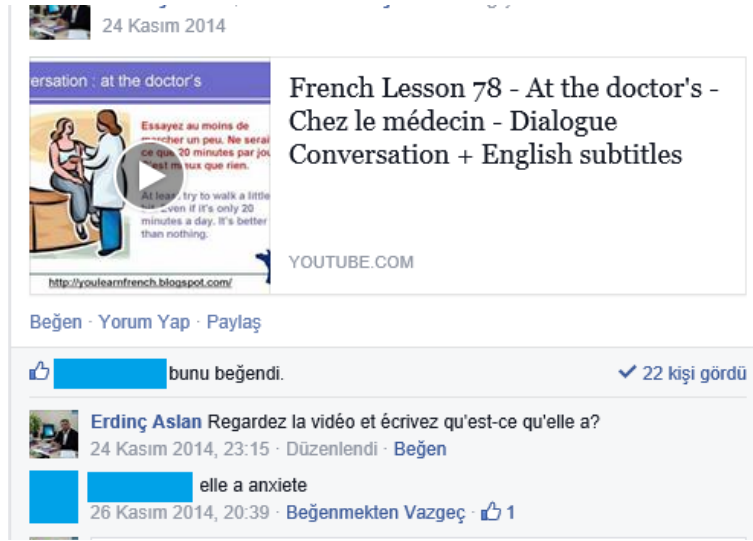 24 Kasım 2014
ersation : at the doctor's
Essayez au moins de
marcher un peu. Ne serai
ce que 20 minutes par jou
C'est mieux que rien.
At least, try to walk a little
bit. Even if it's only 20
minutes a day. It's better
than nothing.
http://youlearnfrench.blogspot.com/
French Lesson 78 - At the doctor's -
Chez le médecin - Dialogue
Conversation + English subtitles
YOUTUBE.COM
Beğen · Yorum Yap · Paylaş
bunu beğendi.
22 kişi gördü
Erdinç Aslan Regardez la vidéo et écrivez qu'est-ce qu'elle a?
24 Kasım 2014, 23:15 · Düzenlendi · Beğen
elle a anxiete
26 Kasım 2014, 20:39 · Beğenmekten Vazgeç · 1